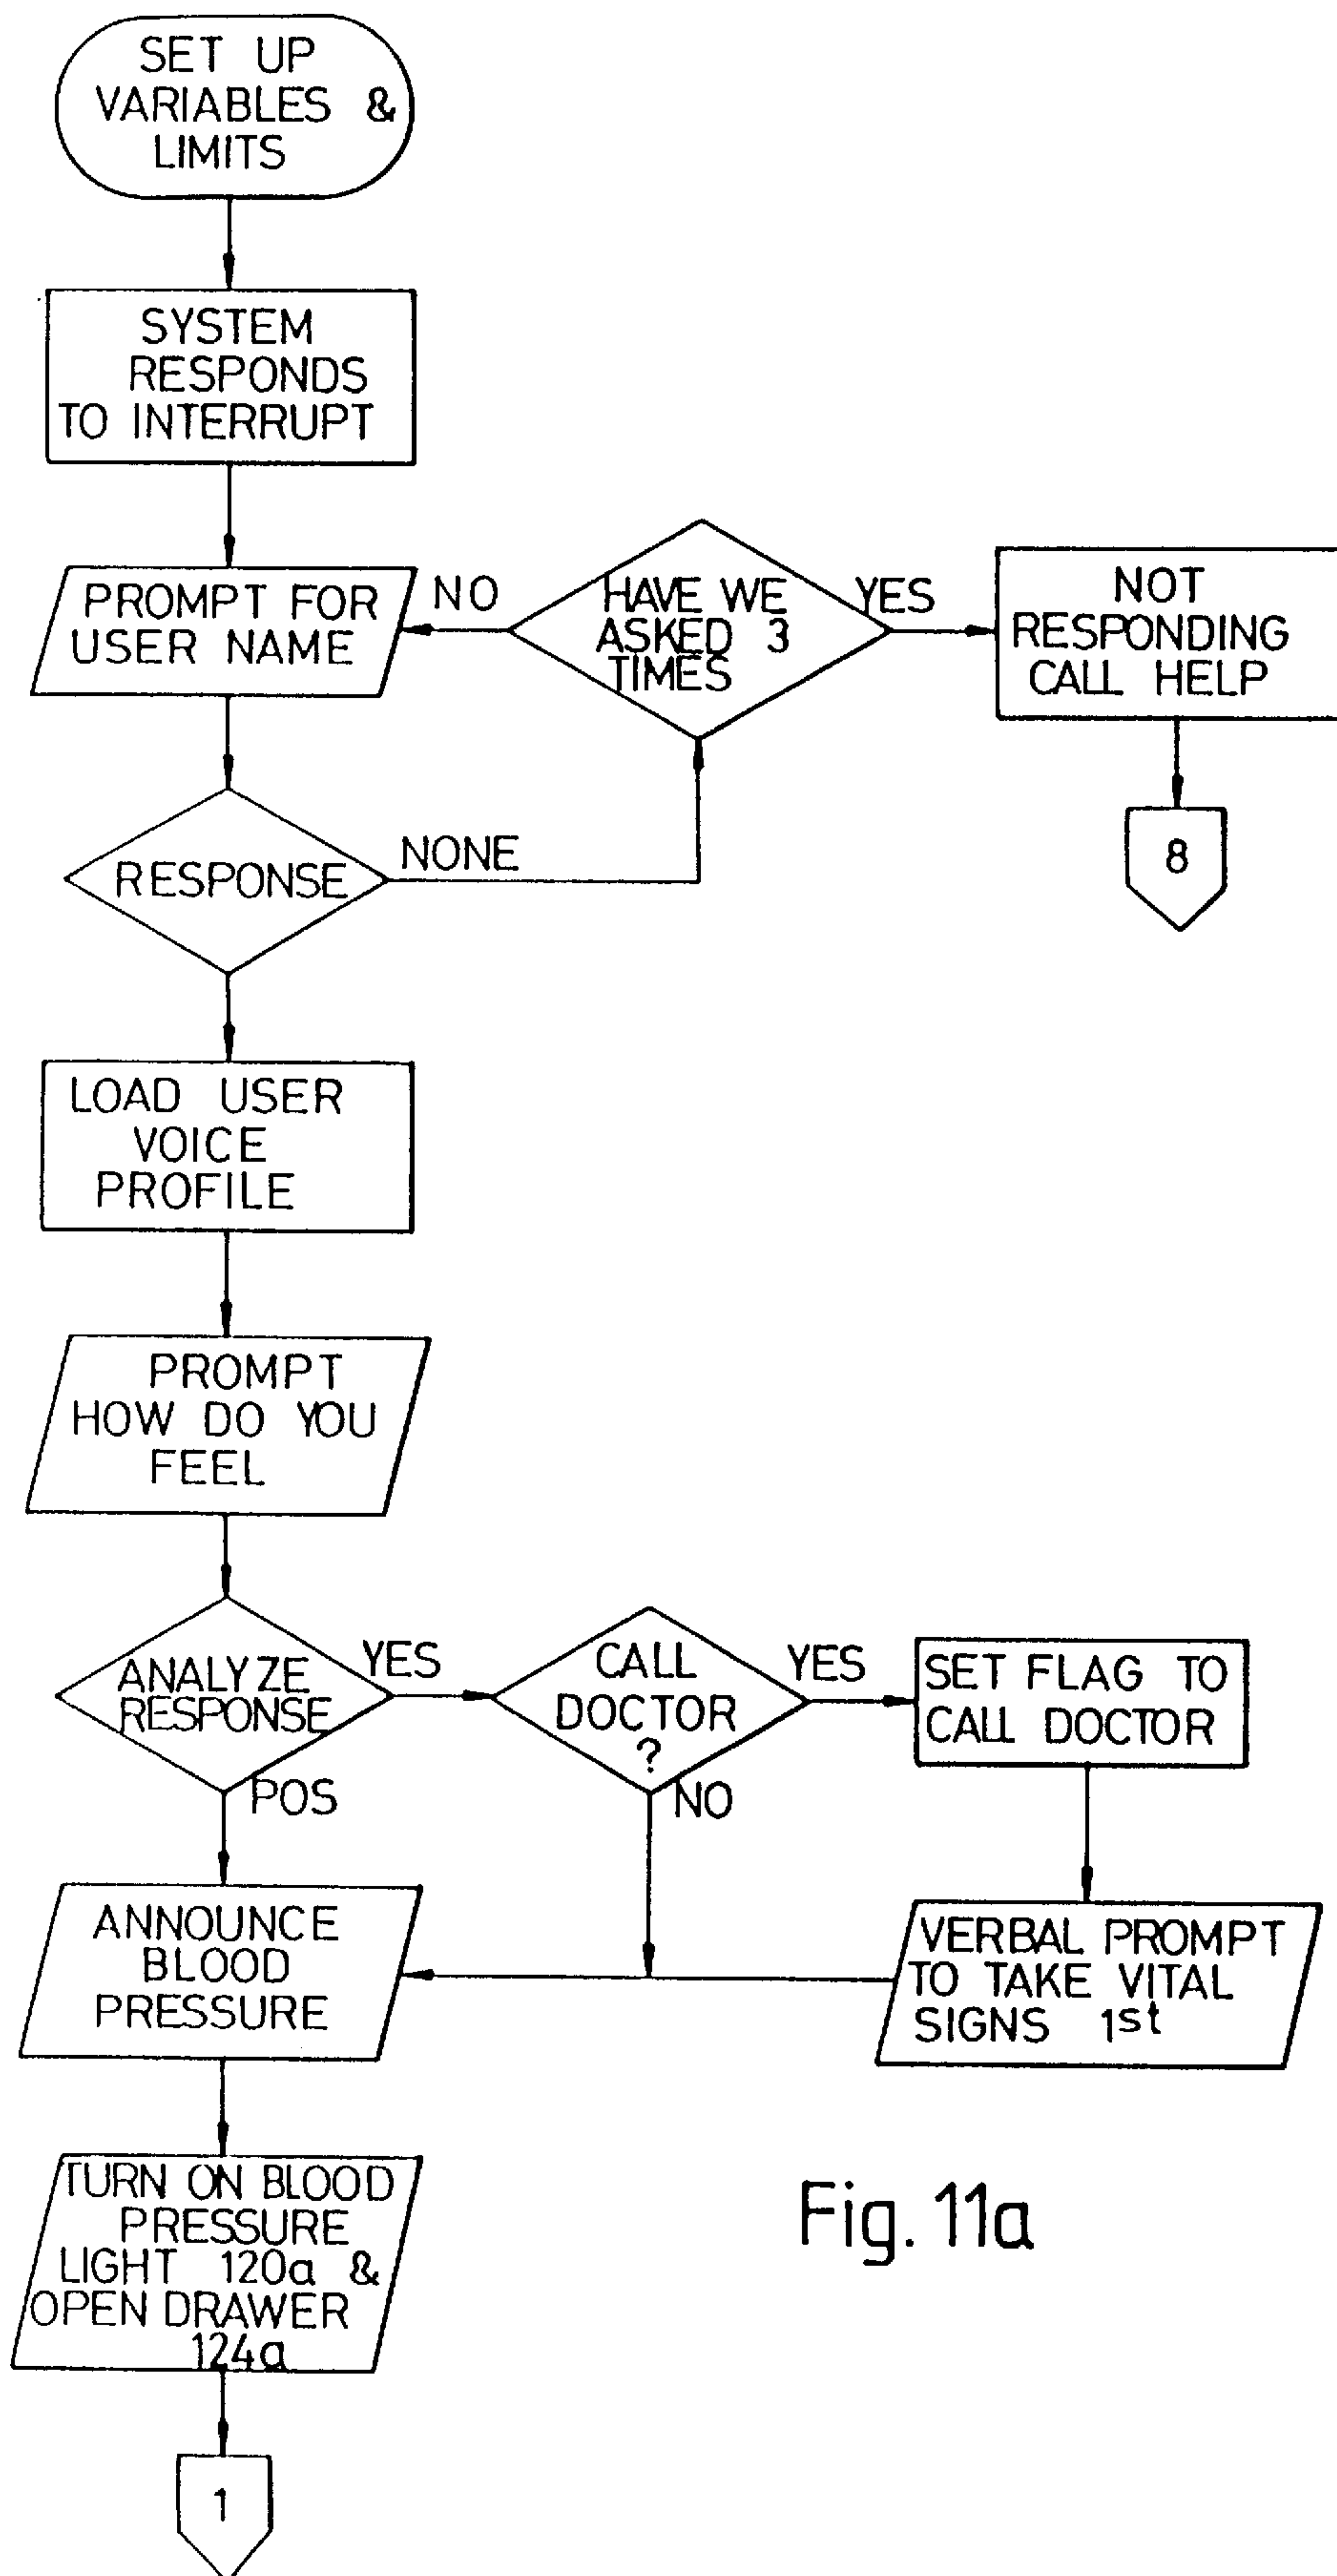 SET UP
VARIABLES &
LIMITS
SYSTEM
RESPONDS
TO INTERRUPT
PROMPT FOR
USER NAME
NO
HAVE WE
ASKED 3
TIMES
YES
NOT
RESPONDING
CALL HELP
8
RESPONSE
NONE
LOAD USER
VOICE
PROFILE
PROMPT
HOW DO YOU
FEEL
ANALYZE
RESPONSE
YES
POS
CALL
DOCTOR
?
YES
NO
SET FLAG TO
CALL DOCTOR
VERBAL PROMPT
TO TAKE VITAL
SIGNS 1st
ANNOUNCE
BLOOD
PRESSURE
TURN ON BLOOD
PRESSURE
LIGHT 120a &
OPEN DRAWER
124a
1
Fig. 11a